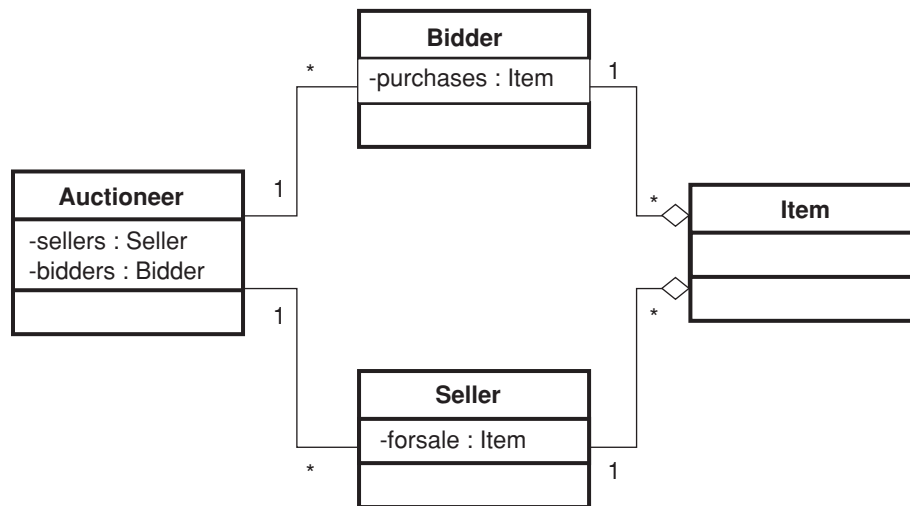 Bidder
-purchases : Item
*
1
1
*
Auctioneer
-sellers : Seller
-bidders : Bidder
Item
1
*
Seller
-forsale : Item
*
1